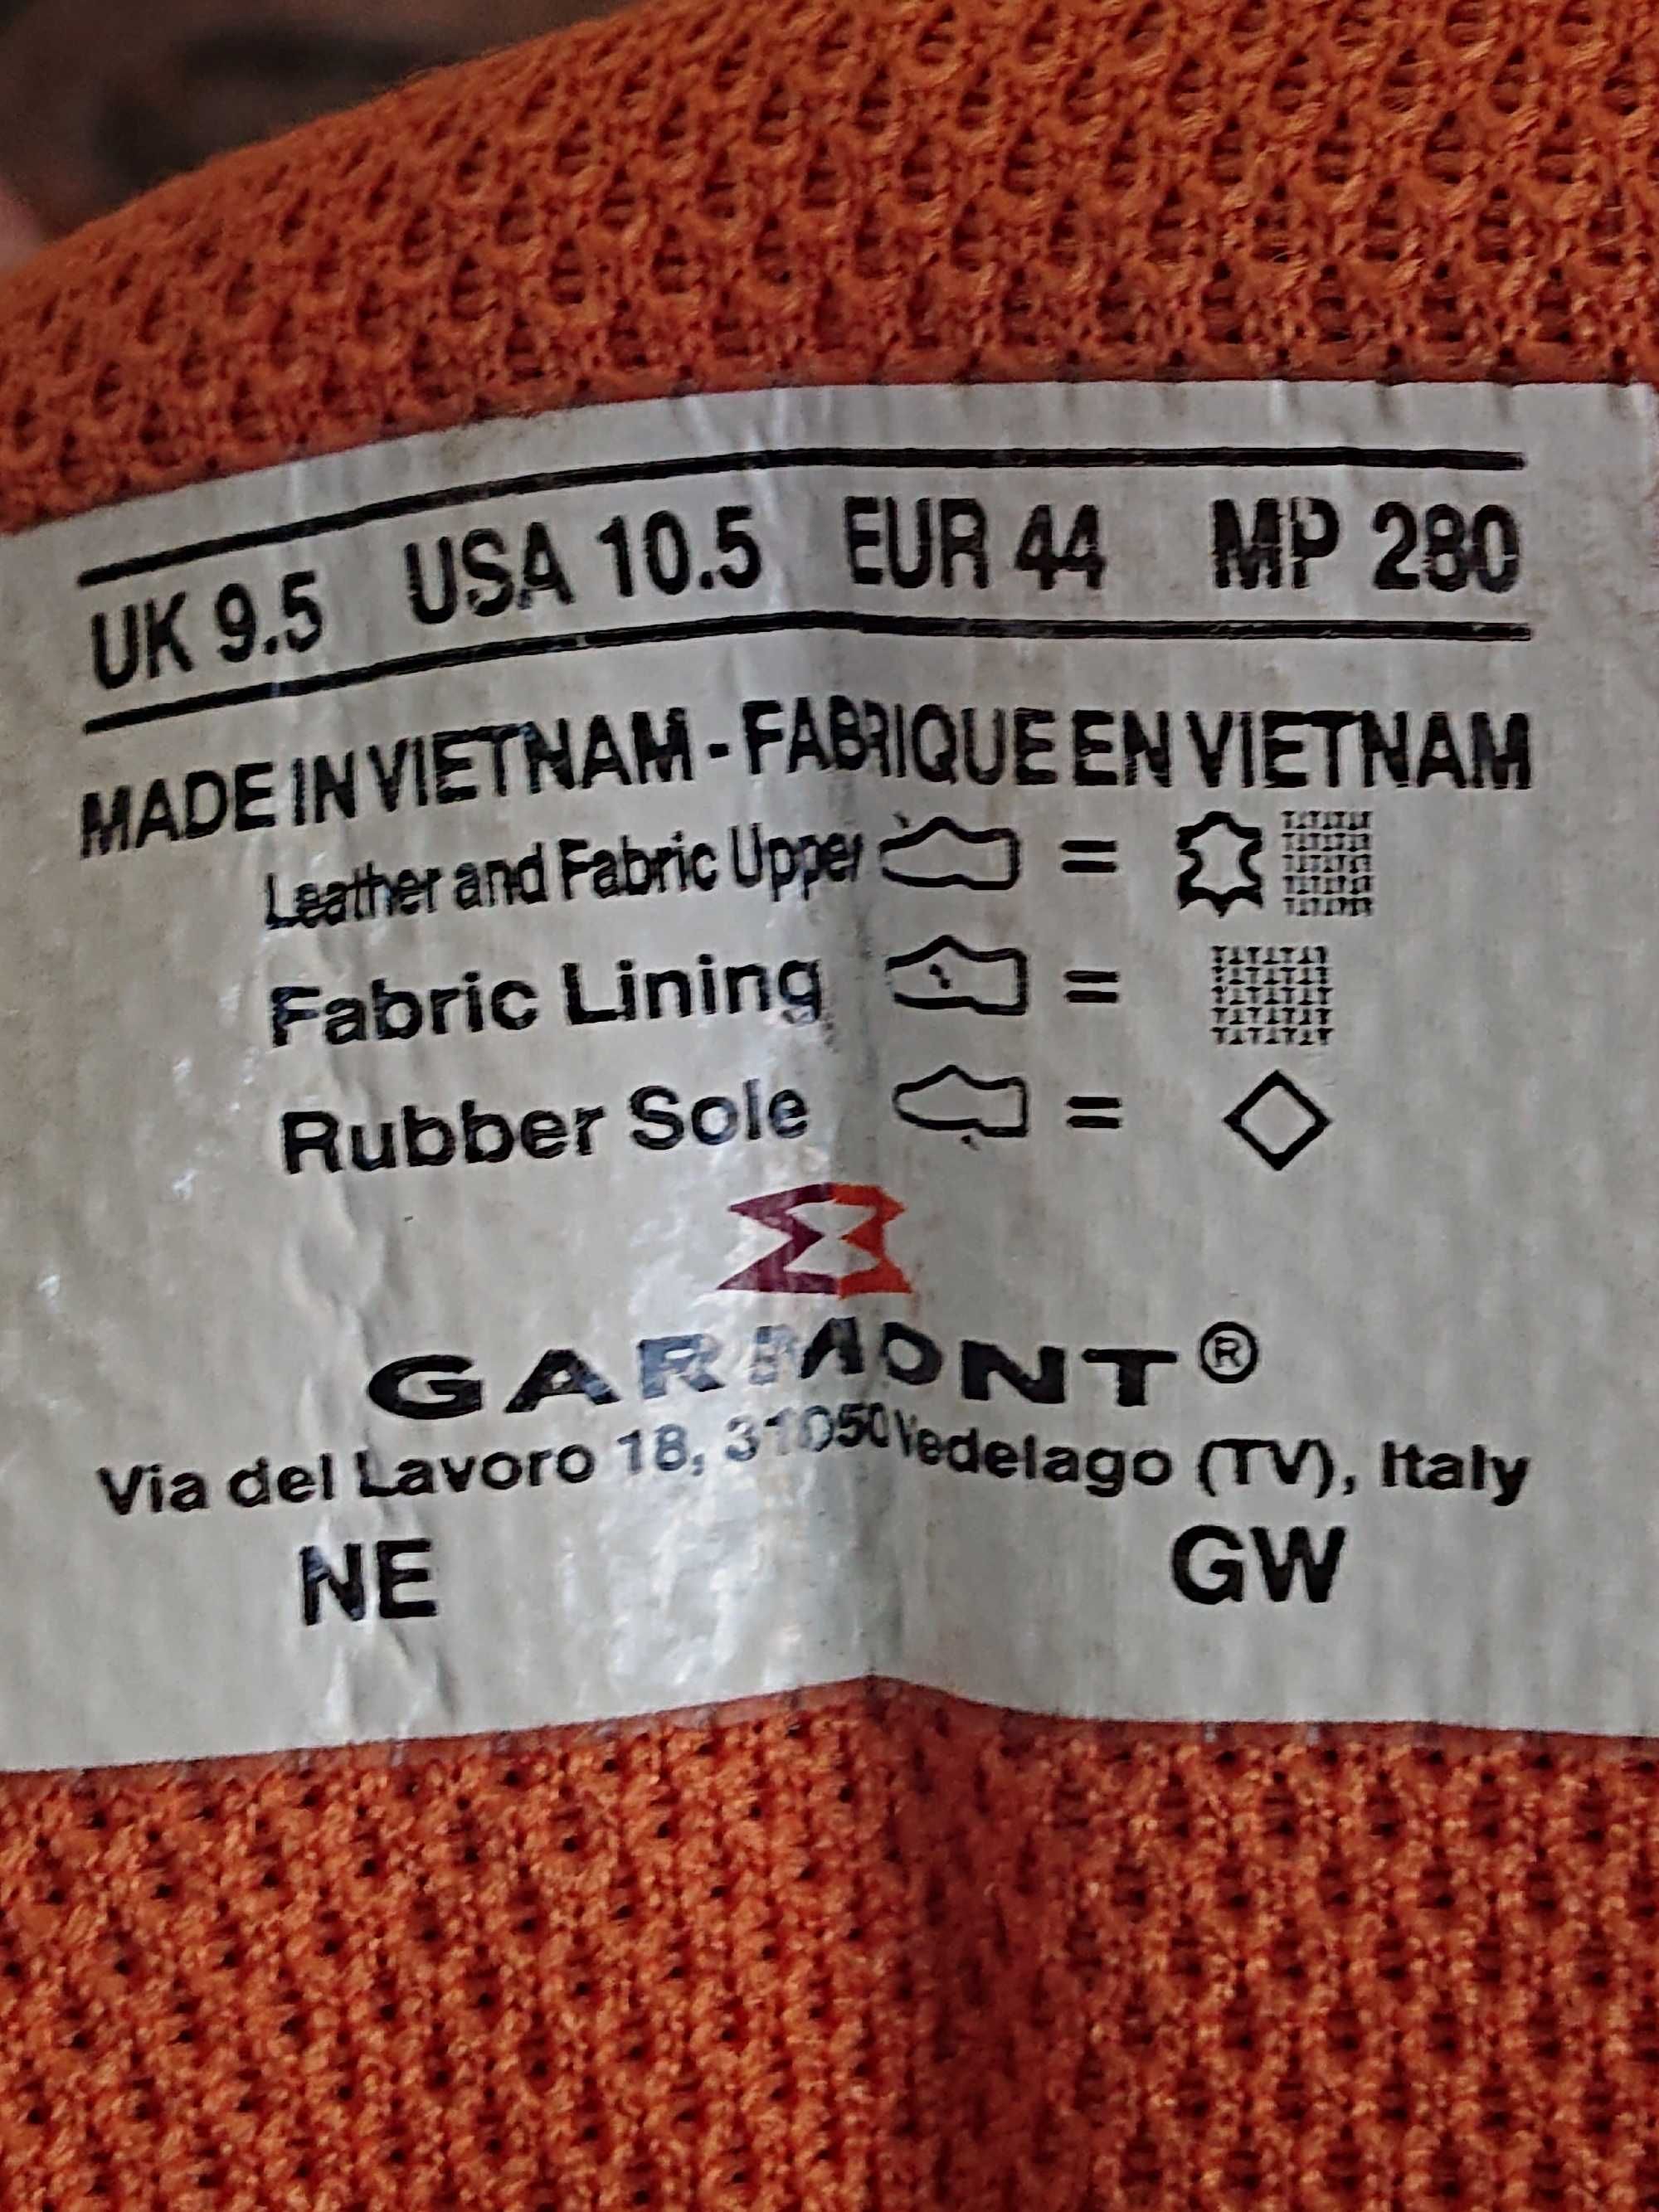 UK 9.5 USA 10.5 EUR 44 MP 280
MADE IN VIETNAM - FABRIQUE EN VIETNAM
Leather and Fabric Upper =
Fabric Lining =
Rubber Sole =
GARMONT®
Via del Lavoro 18, 31050 Vedelago (TV), Italy
NE GW